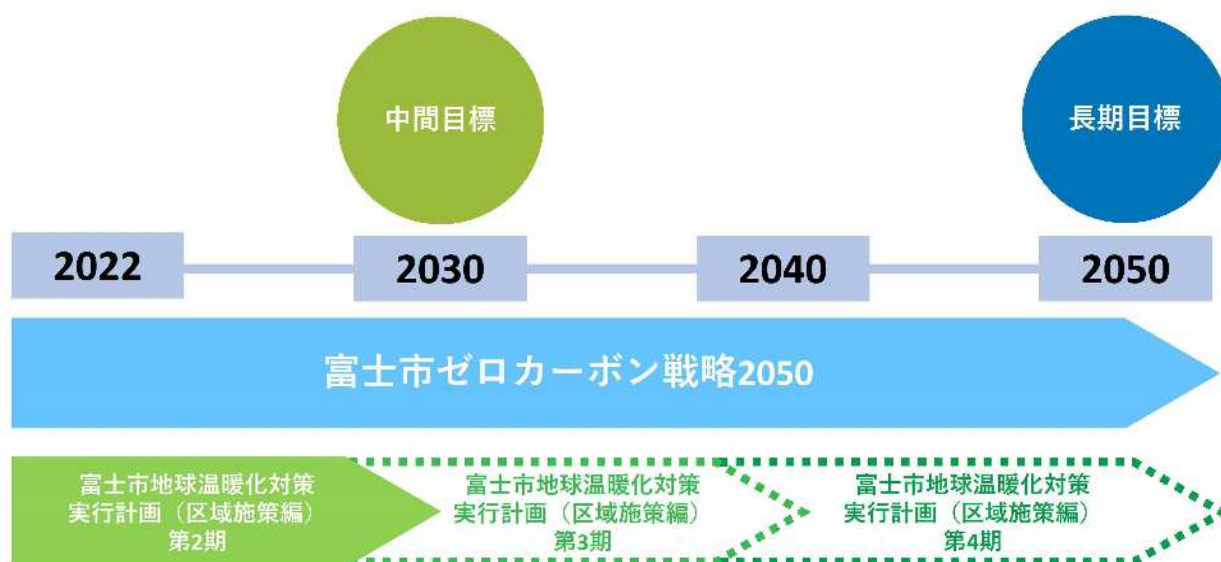 中間目標
長期目標
2022
2030
2040
2050
富士市ゼロカーボン戦略2050
富士市地球温暖化対策
実行計画（区域施策編）
第2期
富士市地球温暖化対策
実行計画（区域施策編）
第3期
富士市地球温暖化対策
実行計画（区域施策編）
第4期